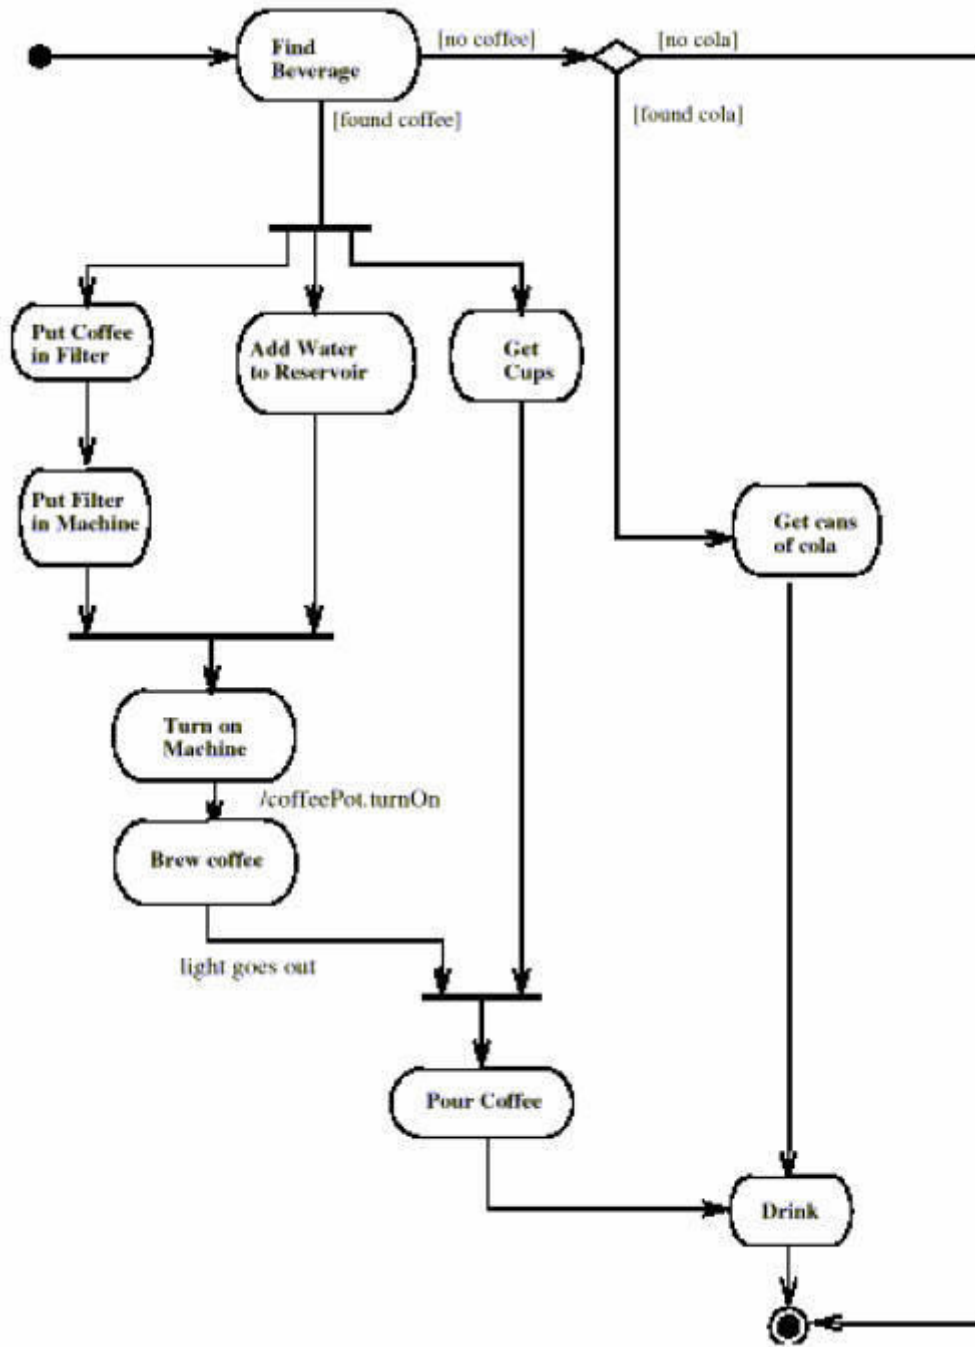 Find
Beverage
[no coffee]
[no cola]
[found coffee]
[found cola]
Put Coffee
in Filter
Add Water
to Reservoir
Get
Cups
Put Filter
in Machine
Get cans
of cola
Turn on
Machine
/coffeePot.turnOn
Brew coffee
light goes out
Pour Coffee
Drink